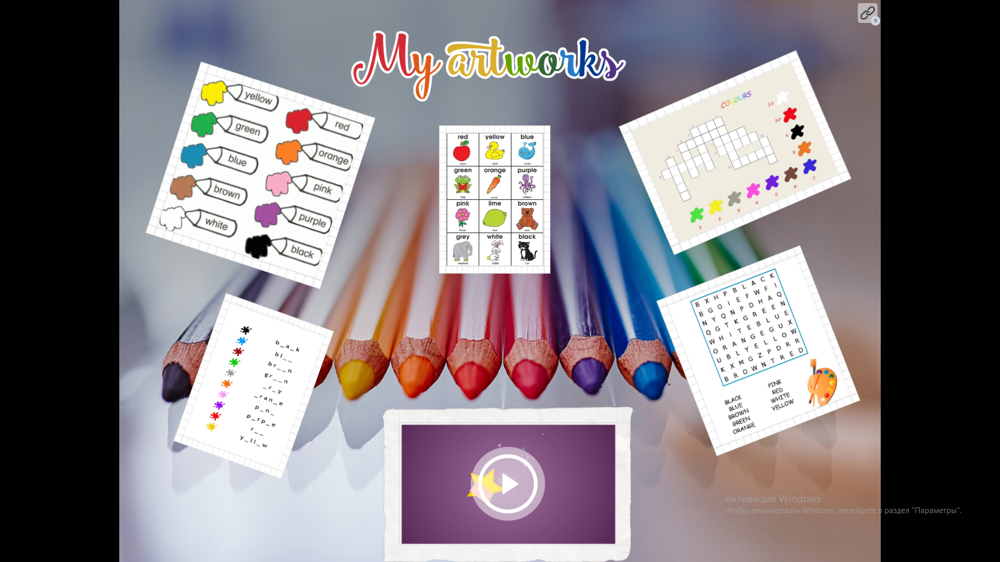 6
My artworks
yellow
green
blue
brown
white
red
orange
pink
purple
black
red yellow blue
apple duck whale
green orange purple
frog carrot octopus
pink lime brown
flower lime bear
grey white black
elephant rabbit cat
COLOURS
11
10
9
8
7
6
5
4
3
2
1
b_a_k
bl__
br__n
gr__n
_r_y
_ran_e
p_n_
p_rp_e
r__
y_ll_w
B X H P B L A C K
B G O I E F W F I
N Y Q N P D H A Q
Q G T K G R E E N
W H I T E B L U E
O R A N G E G U X
U B L Y E L L O W
K X M G Z P D R R
B R O W N T R E D
BLACK
BLUE
BROWN
GREEN
ORANGE
PINK
RED
WHITE
YELLOW
Активация Windows
Чтобы активировать Windows, перейдите в раздел "Параметры".